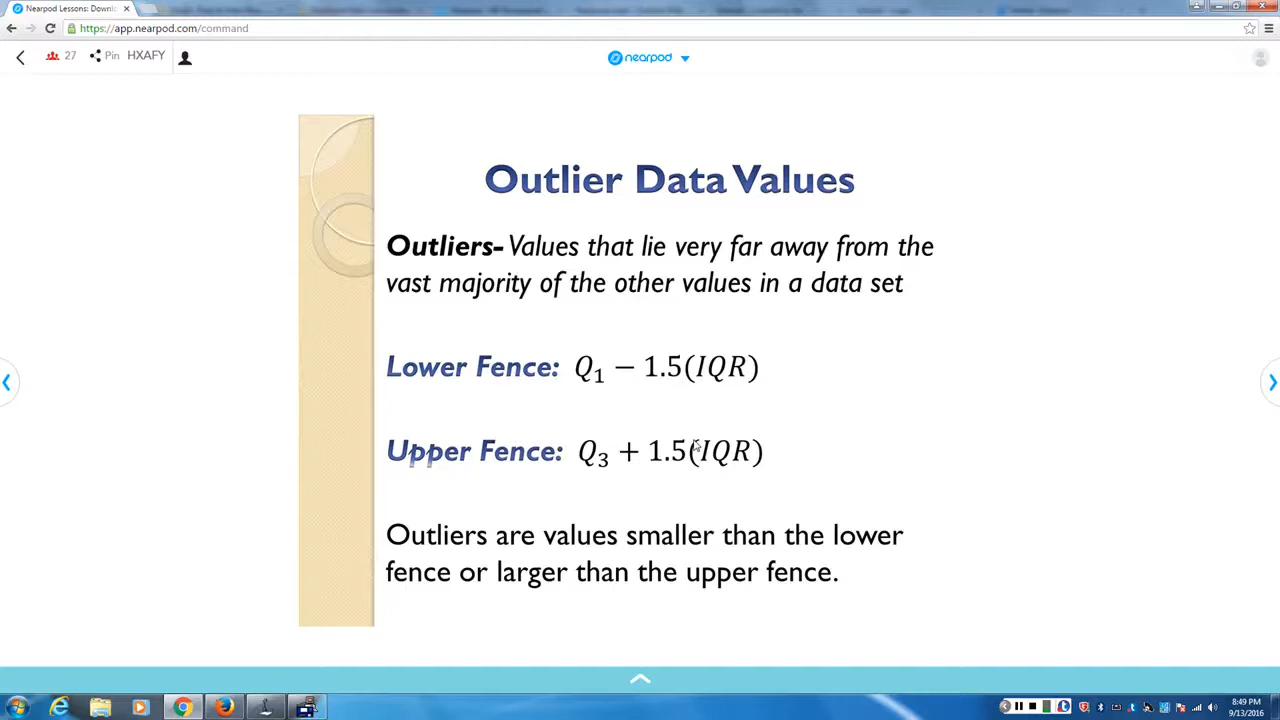 Nearpod Lessons: Downl
https://app.nearpod.com/command
27 Pin HXAFY
nearpod
Outlier Data Values
Outliers- Values that lie very far away from the
vast majority of the other values in a data set
Lower Fence: Q₁ − 1.5(IQR)
Upper Fence: Q₃ + 1.5(IQR)
Outliers are values smaller than the lower
fence or larger than the upper fence.
8:49 PM
9/13/2016